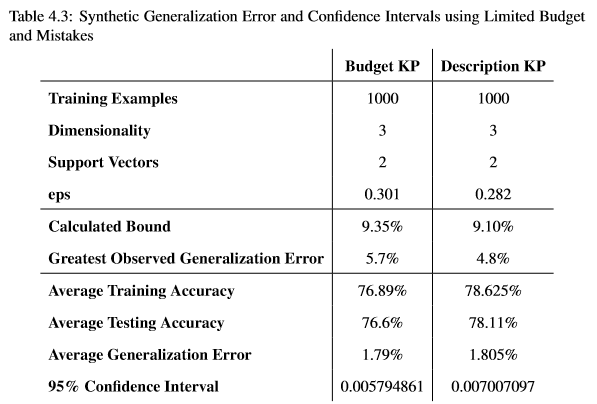 Table 4.3: Synthetic Generalization Error and Confidence Intervals using Limited Budget
and Mistakes
Budget KP Description KP
Training Examples 1000 1000
Dimensionality 3 3
Support Vectors 2 2
eps 0.301 0.282
Calculated Bound 9.35% 9.10%
Greatest Observed Generalization Error 5.7% 4.8%
Average Training Accuracy 76.89% 78.625%
Average Testing Accuracy 76.6% 78.11%
Average Generalization Error 1.79% 1.805%
95% Confidence Interval 0.005794861 0.007007097